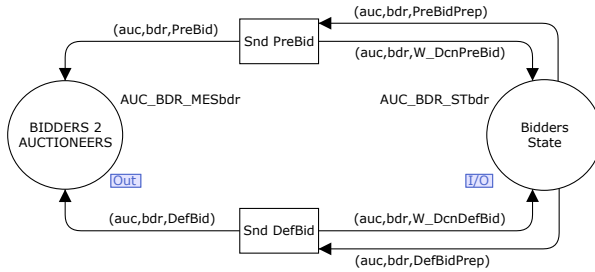 (auc,bdr,PreBidPrep)
(auc,bdr,PreBid)
Snd PreBid
(auc,bdr,W_DcnPreBid)
AUC_BDR_MESbdr
AUC_BDR_STbdr
BIDDERS 2
AUCTIONEERS
Bidders
State
Out
I/O
(auc,bdr,DefBid)
Snd DefBid
(auc,bdr,W_DcnDefBid)
(auc,bdr,DefBidPrep)